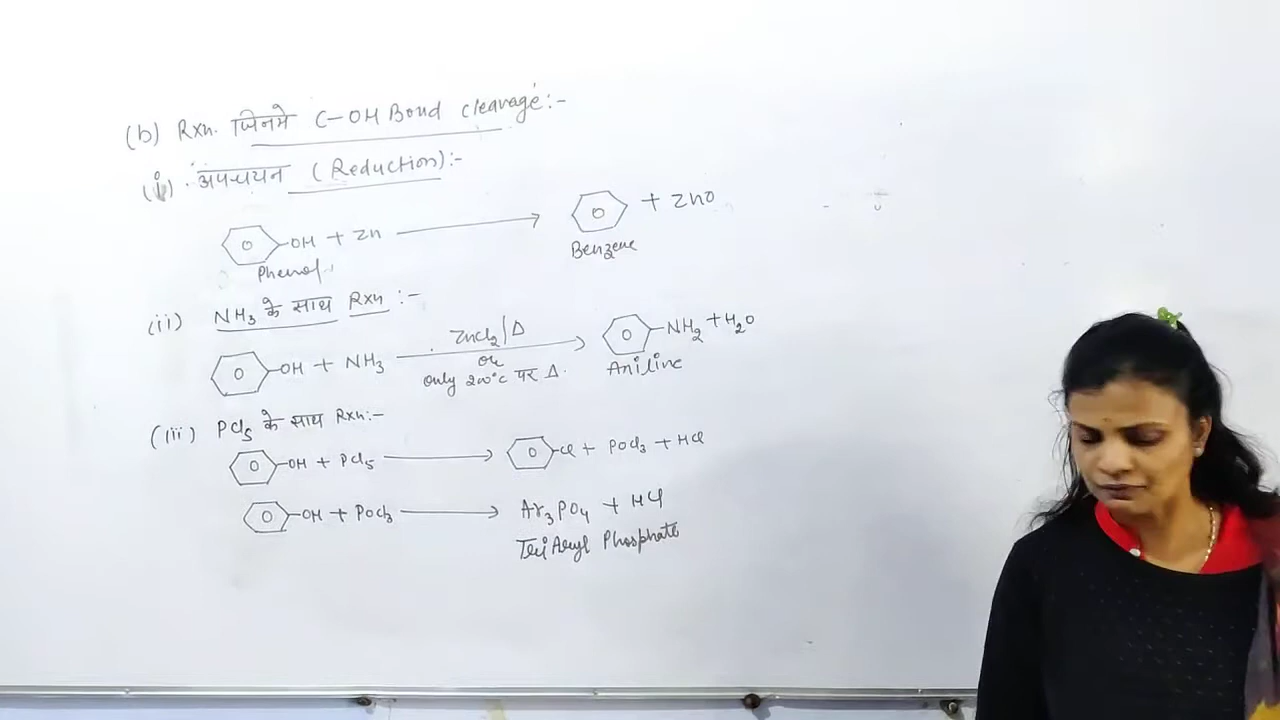 (b) Rxn. जिनमे C-OH Bond cleavage:-
(i) अपचयन (Reduction):-
-OH + Zn → + ZnO
Phenol Benzene
(ii) NH3 के साथ Rxn :-
-OH + NH3 ZnCl2/Δ → -NH2 + H2O
or
only 200°C पर Δ. Aniline
(iii) PCl5 के साथ Rxn:-
-OH + PCl5 → -Cl + POCl3 + HCl
-OH + POCl3 → Ar3PO4 + HCl
Tri Aryl Phosphate